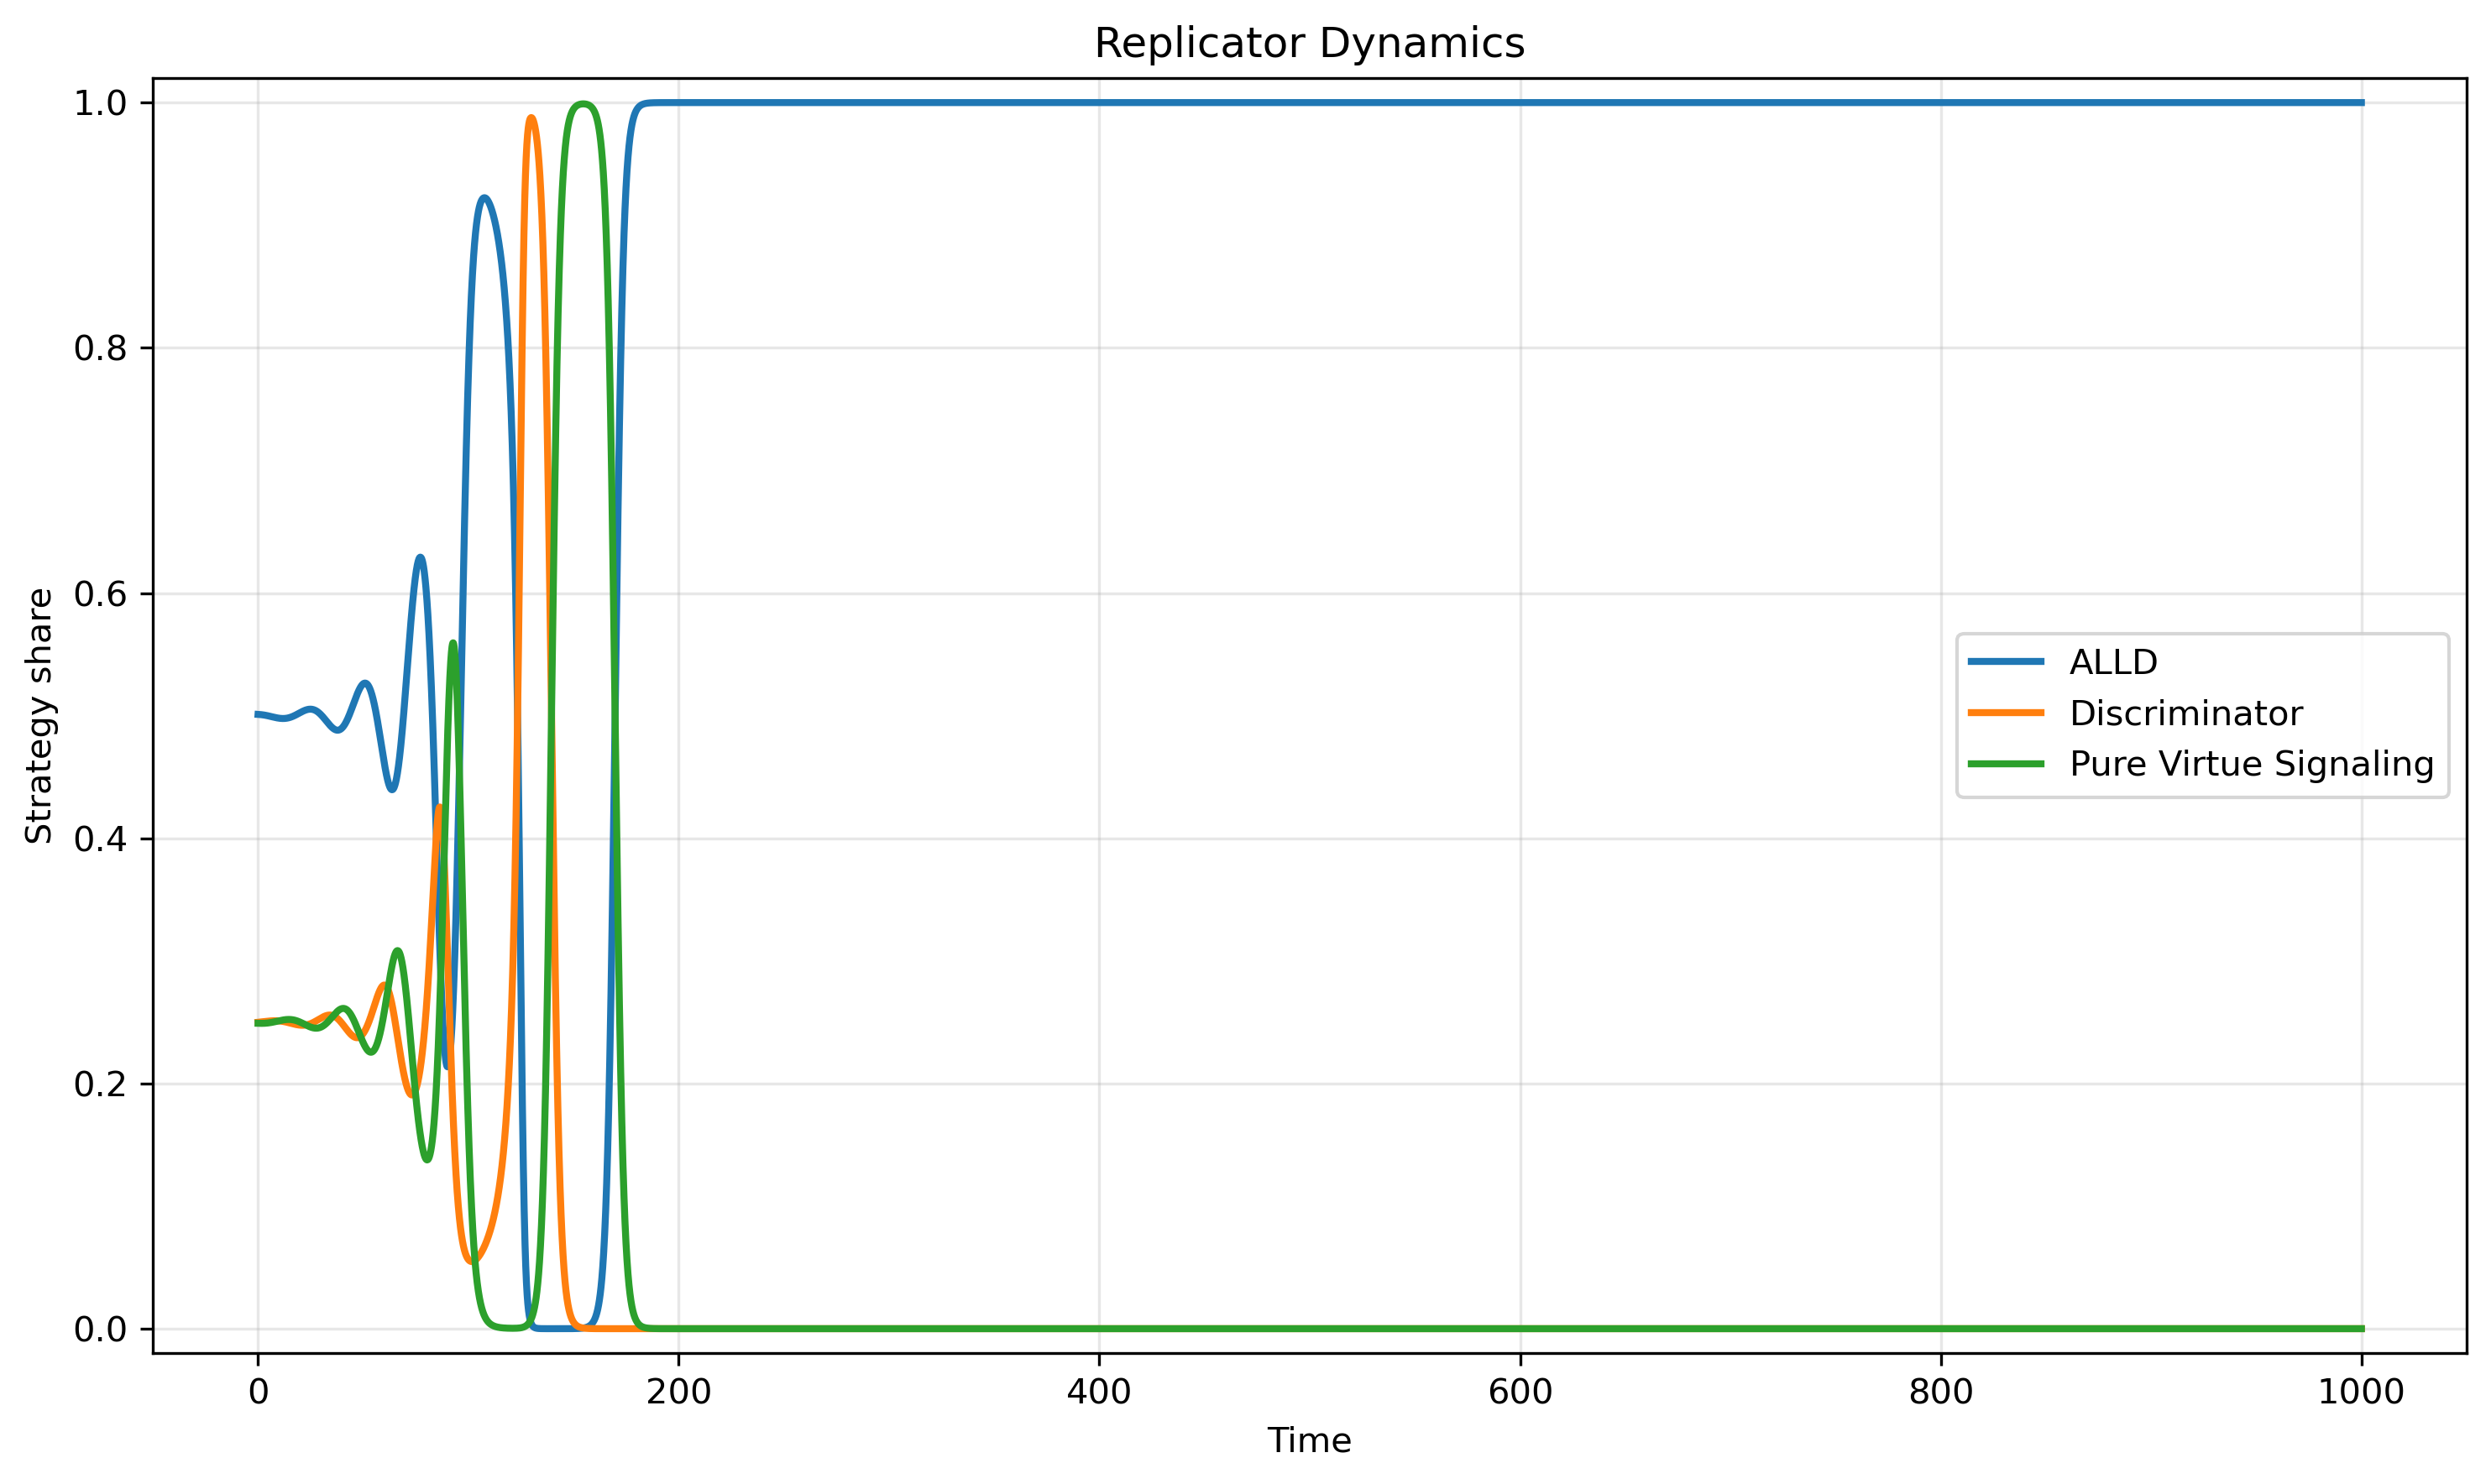 Replicator Dynamics
Strategy share
1.0
0.8
0.6
0.4
0.2
0.0
ALLD
Discriminator
Pure Virtue Signaling
0 200 400 600 800 1000
Time